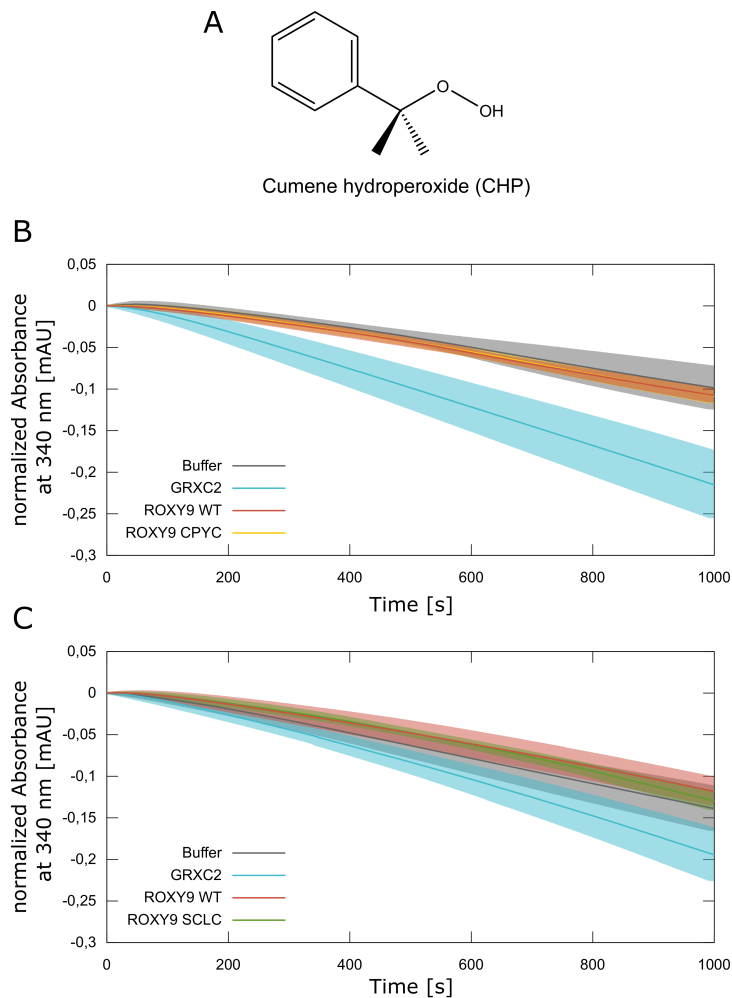 A
O
OH
Cumene hydroperoxide (CHP)
B
normalized Absorbance
at 340 nm [mAU]
0,05
0
-0,05
-0,1
-0,15
-0,2
-0,25
-0,3
Buffer
GRXC2
ROXY9 WT
ROXY9 CPYC
0 200 400 600 800 1000
Time [s]
C
normalized Absorbance
at 340 nm [mAU]
0,05
0
-0,05
-0,1
-0,15
-0,2
-0,25
-0,3
Buffer
GRXC2
ROXY9 WT
ROXY9 SCLC
0 200 400 600 800 1000
Time [s]